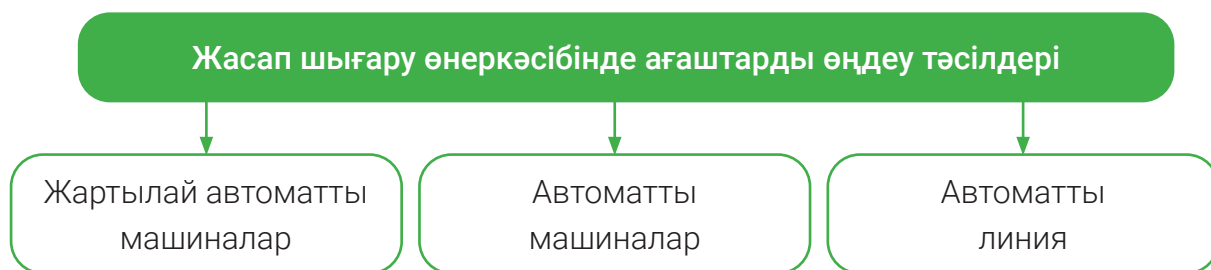 Жасап шығару өнеркәсібінде ағаштарды өңдеу тәсілдері
Жартылай автоматты
машиналар
Автоматты
машиналар
Автоматты
линия